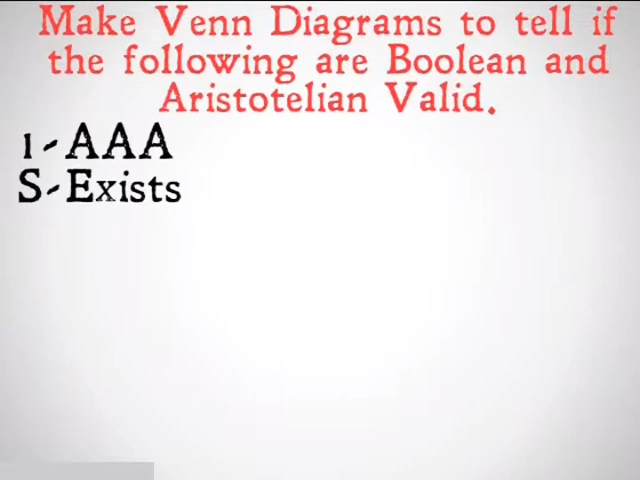 Make Venn Diagrams to tell if
the following are Boolean and
Aristotelian Valid.
1-AAA
S-Exists